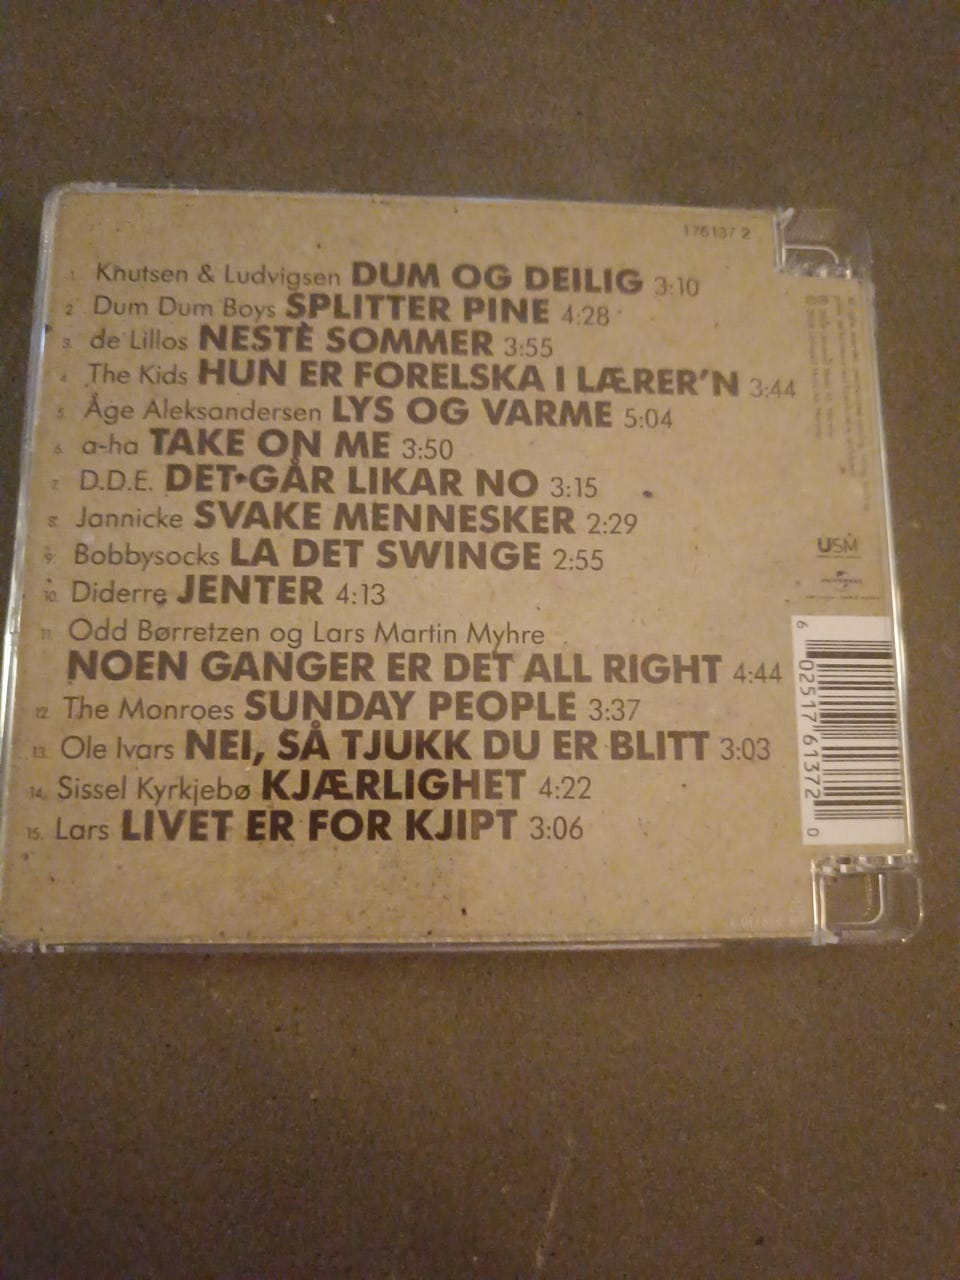 176137 2
1. Knutsen & Ludvigsen DUM OG DEILIG 3:10
2. Dum Dum Boys SPLITTER PINE 4:28
3. de Lillos NESTE SOMMER 3:55
4. The Kids HUN ER FORELSKA I LÆRER'N 3:44
5. Åge Aleksandersen LYS OG VARME 5:04
6. a-ha TAKE ON ME 3:50
7. D.D.E. DET GÅR LIKAR NO 3:15
8. Jannicke SVAKE MENNESKER 2:29
9. Bobbysocks LA DET SWINGE 2:55
10. Diderre JENTER 4:13
11. Odd Børretzen og Lars Martin Myhre
NOEN GANGER ER DET ALL RIGHT 4:44
12. The Monroes SUNDAY PEOPLE 3:37
13. Ole Ivars NEI, SÅ TJUKK DU ER BLITT 3:03
14. Sissel Kyrkjebø KJÆRLIGHET 4:22
15. Lars LIVET ER FOR KJIPT 3:06
USM
UNIVERSAL
6 02517 61372 0